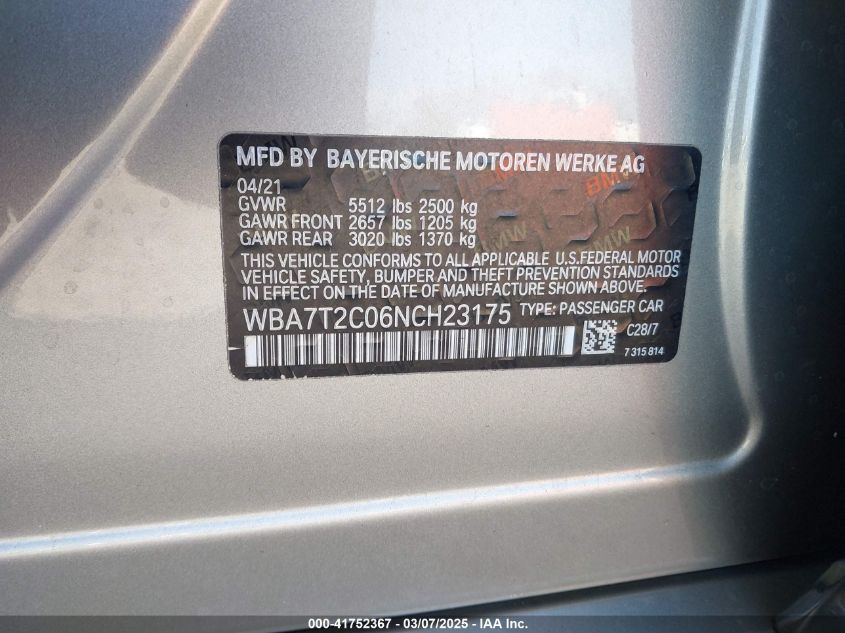 MFD BY BAYERISCHE MOTOREN WERKE AG
04/21
GVWR 5512 lbs 2500 kg
GAWR FRONT 2657 lbs 1205 kg
GAWR REAR 3020 lbs 1370 kg
THIS VEHICLE CONFORMS TO ALL APPLICABLE U.S.FEDERAL MOTOR
VEHICLE SAFETY, BUMPER AND THEFT PREVENTION STANDARDS
IN EFFECT ON THE DATE OF MANUFACTURE SHOWN ABOVE.
WBA7T2C06NCH23175 TYPE: PASSENGER CAR
C28/7
7 315 814
000-41752367 - 03/07/2025 - IAA, Inc.